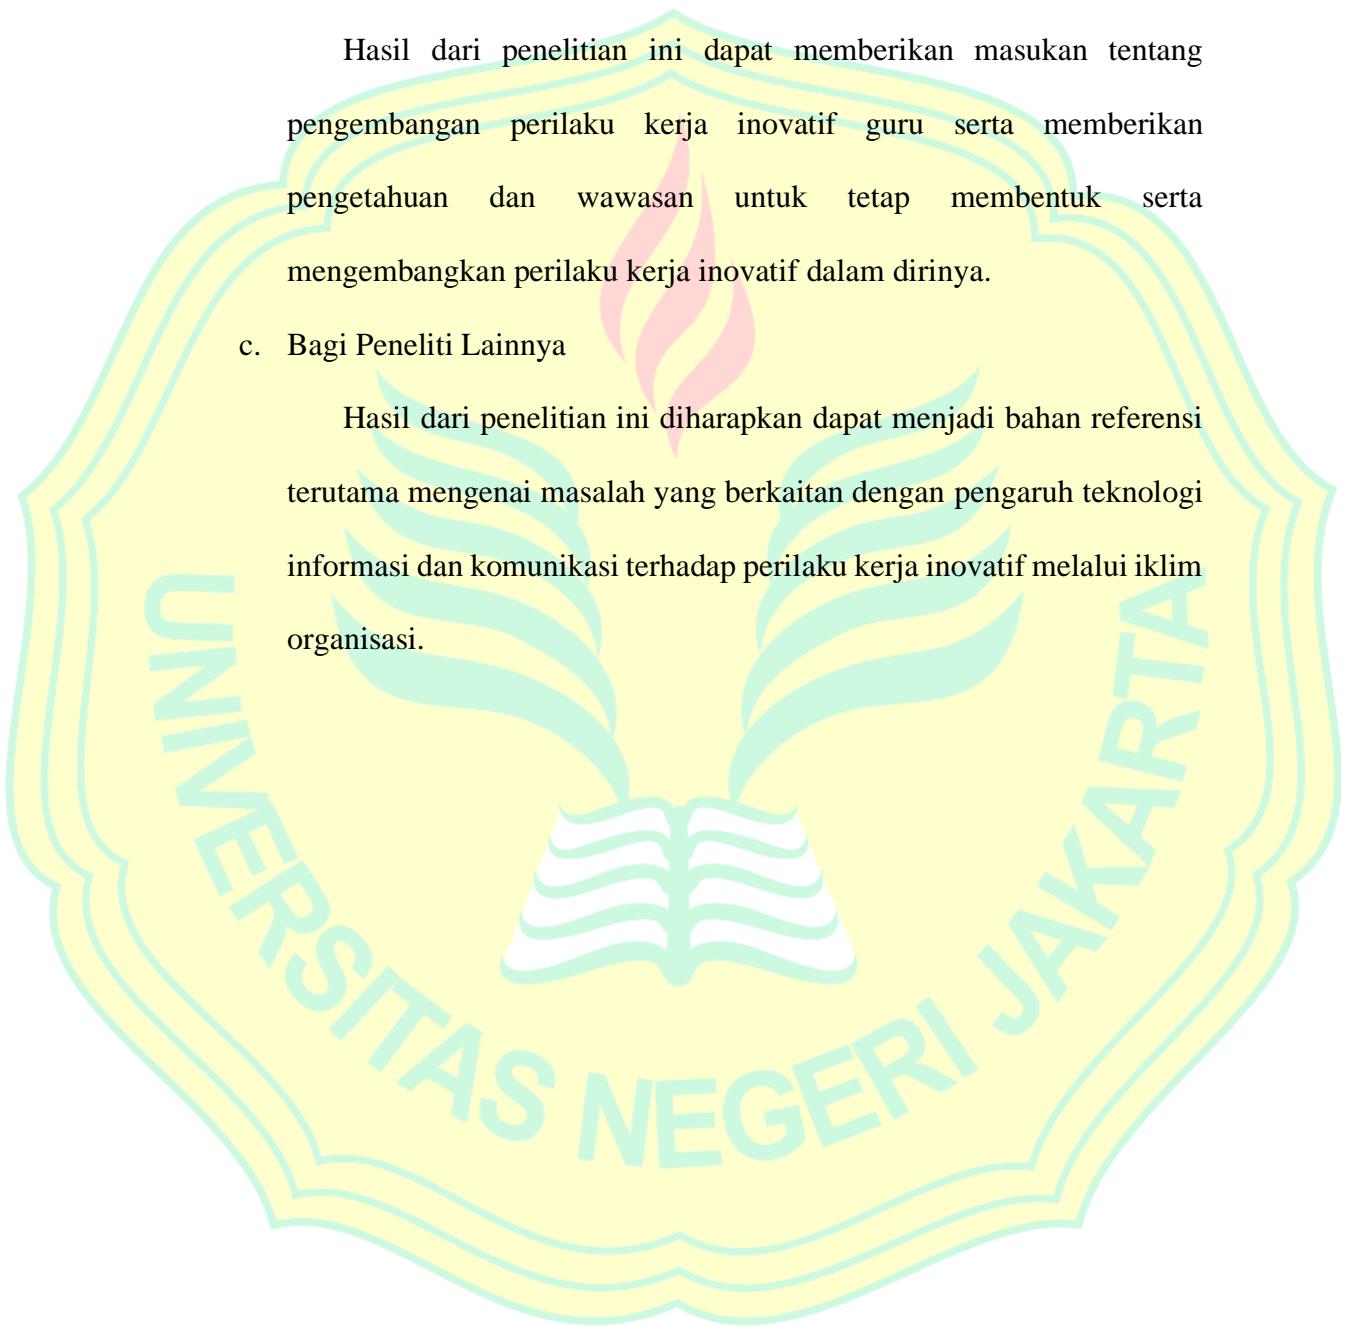 Hasil dari penelitian ini dapat memberikan masukan tentang
pengembangan perilaku kerja inovatif guru serta memberikan
pengetahuan dan wawasan untuk tetap membentuk serta
mengembangkan perilaku kerja inovatif dalam dirinya.
c. Bagi Peneliti Lainnya
Hasil dari penelitian ini diharapkan dapat menjadi bahan referensi
terutama mengenai masalah yang berkaitan dengan pengaruh teknologi
informasi dan komunikasi terhadap perilaku kerja inovatif melalui iklim
organisasi.
UNIVERSITAS NEGERI JAKARTA